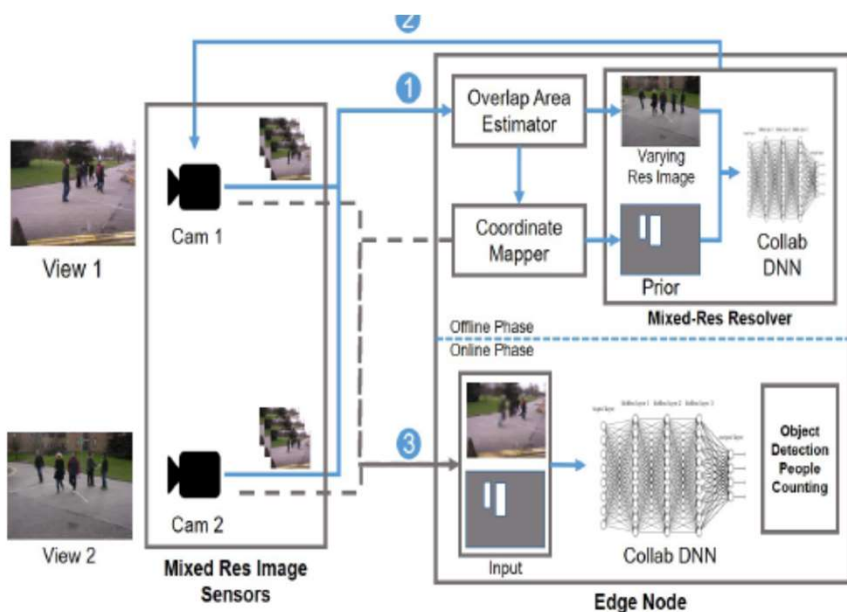 2
1
Overlap Area
Estimator
Varying
Res Image
View 1
Cam 1
Coordinate
Mapper
Prior
Collab
DNN
Mixed-Res Resolver
Offline Phase
Online Phase
3
Object
Detection
People
Counting
View 2
Cam 2
Input
Collab DNN
Mixed Res Image
Sensors
Edge Node